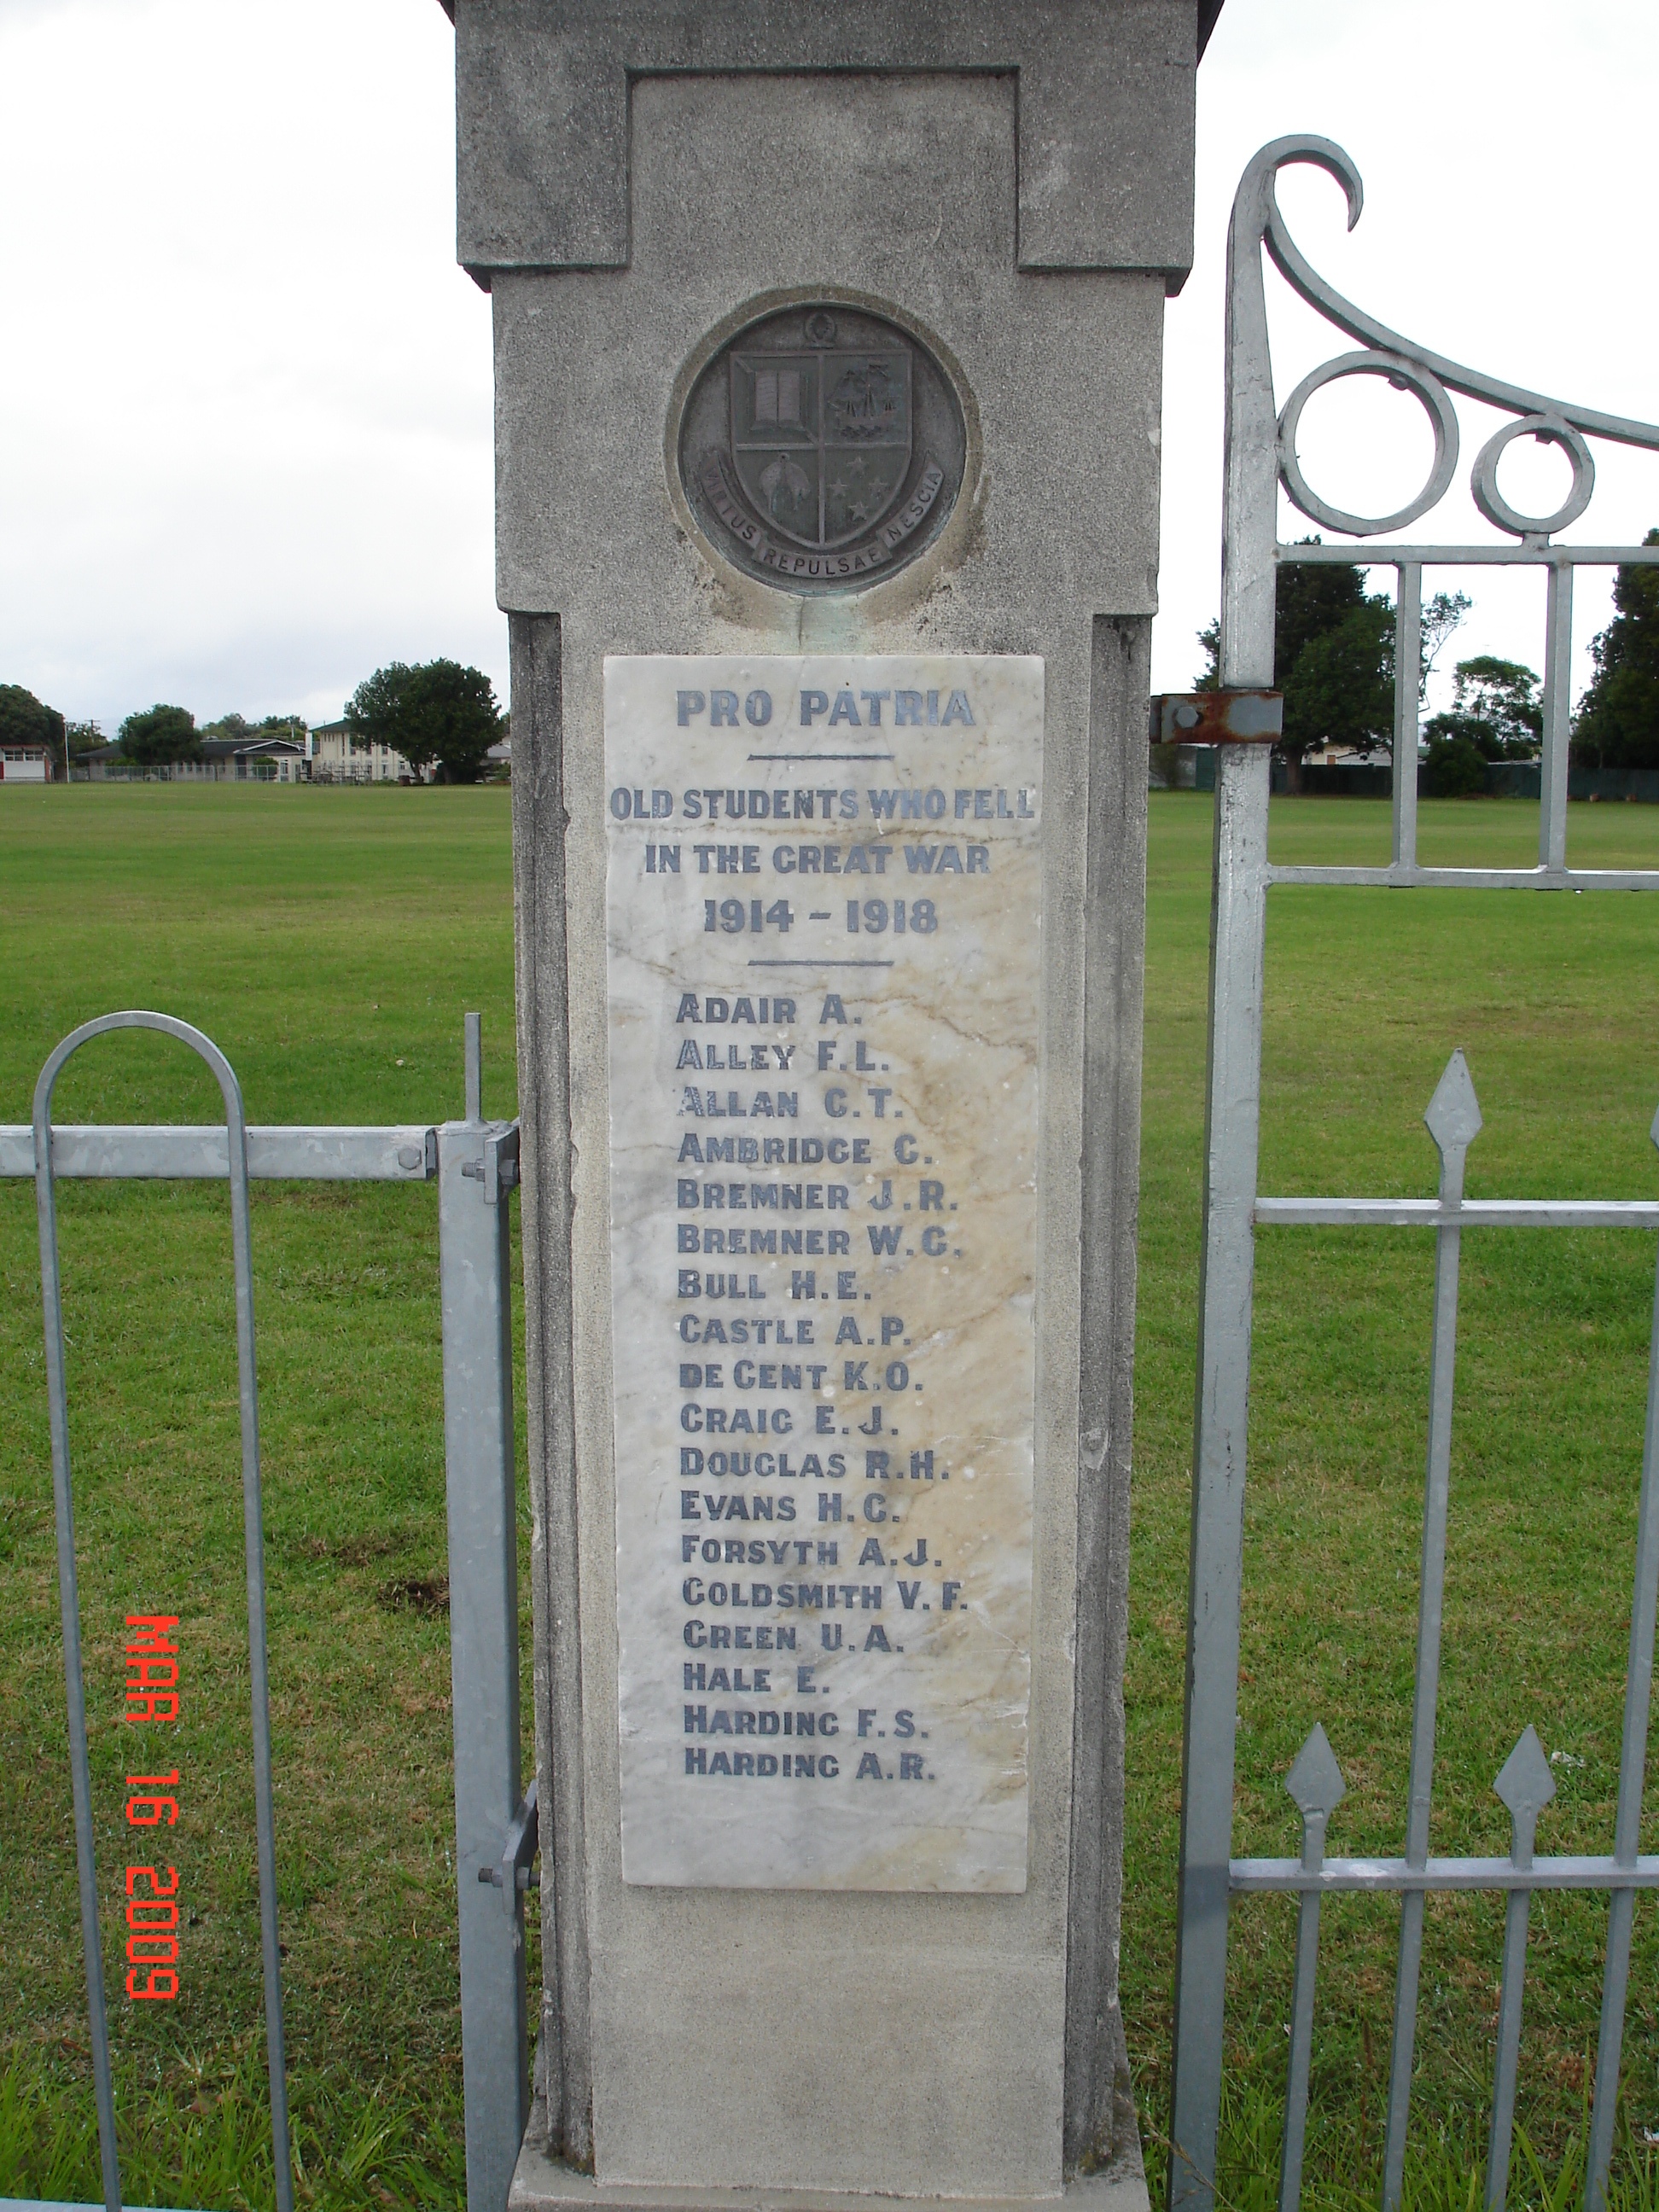 VIRTUS REPULSAE NESCIA
PRO PATRIA
OLD STUDENTS WHO FELL
IN THE GREAT WAR
1914 - 1918
ADAIR A.
ALLEY F.L.
ALLAN C.T.
AMBRIDGE C.
BREMNER J.R.
BREMNER W.G.
BULL H.E.
CASTLE A.P.
DE CENT K.O.
CRAIG E.J.
DOUGLAS R.H.
EVANS H.C.
FORSYTH A.J.
GOLDSMITH V.F.
GREEN U.A.
HALE E.
HARDING F.S.
HARDING A.R.
MAR 16 2009